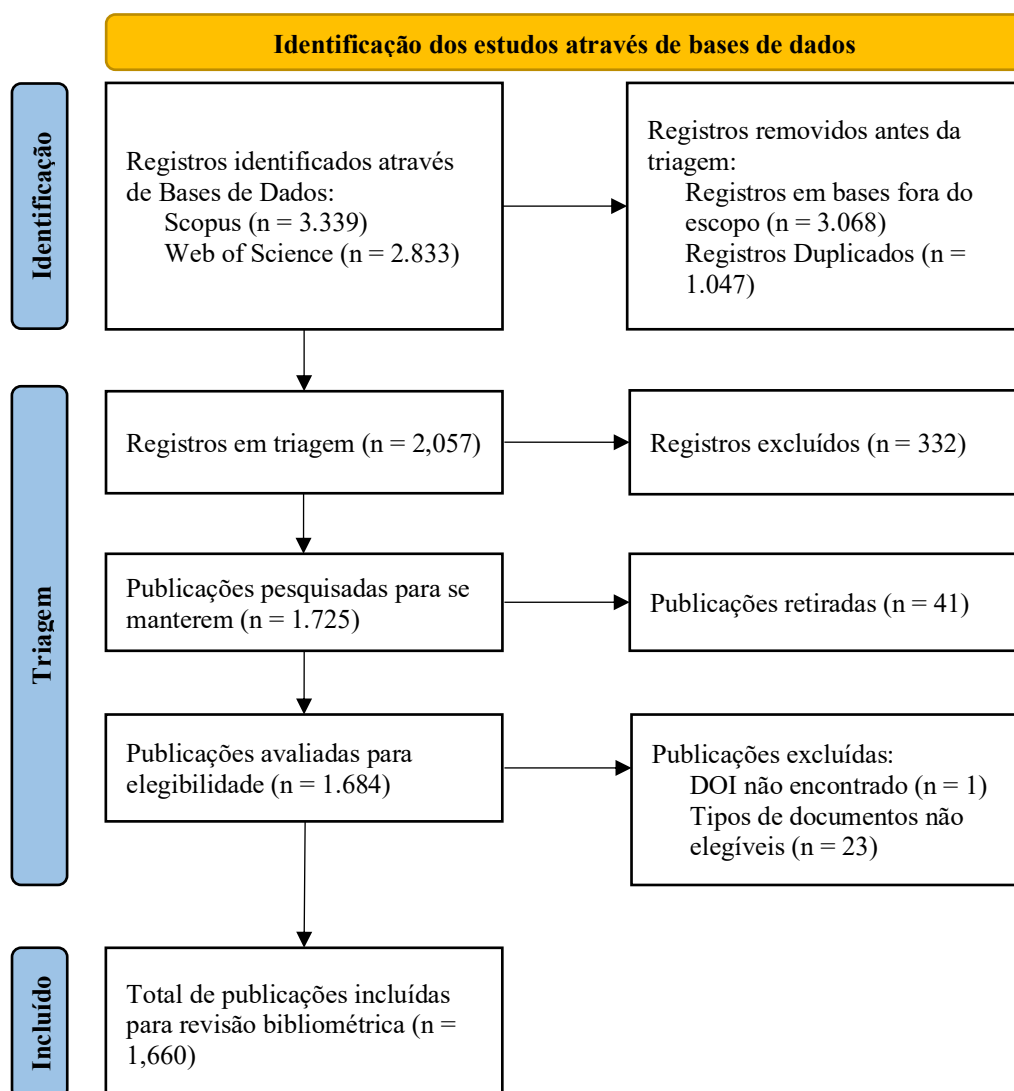 Identificação dos estudos através de bases de dados
Identificação
Registros identificados através
de Bases de Dados:
Scopus (n = 3.339)
Web of Science (n = 2.833)
Registros removidos antes da
triagem:
Registros em bases fora do
escopo (n = 3.068)
Registros Duplicados (n =
1.047)
Triagem
Registros em triagem (n = 2,057)
Registros excluídos (n = 332)
Publicações pesquisadas para se
manterem (n = 1.725)
Publicações retiradas (n = 41)
Publicações avaliadas para
elegibilidade (n = 1.684)
Publicações excluídas:
DOI não encontrado (n = 1)
Tipos de documentos não
elegíveis (n = 23)
Incluído
Total de publicações incluídas
para revisão bibliométrica (n =
1,660)